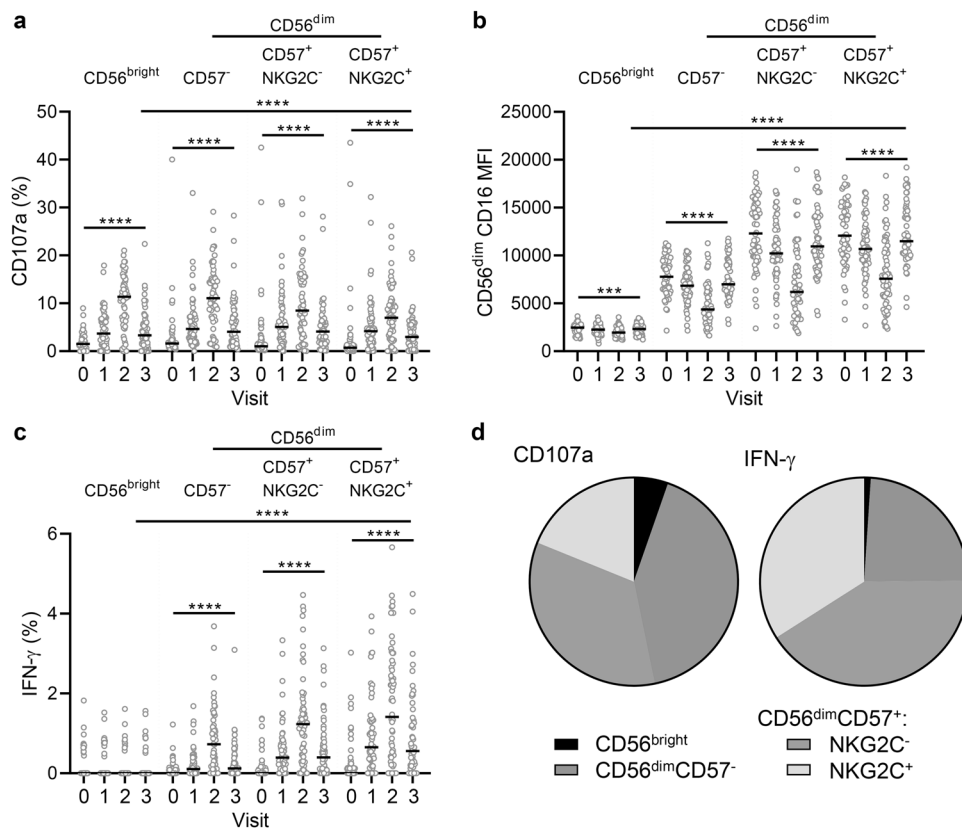 a
CD56dim
CD56bright CD57- CD57+ NKG2C- CD57+ NKG2C+
****
**** **** **** ****
CD107a (%)
50
40
30
20
10
0
0 1 2 3 0 1 2 3 0 1 2 3 0 1 2 3
Visit
b
CD56dim
CD56bright CD57- CD57+ NKG2C- CD57+ NKG2C+
****
*** **** **** ****
CD56dim CD16 MFI
25000
20000
15000
10000
5000
0
0 1 2 3 0 1 2 3 0 1 2 3 0 1 2 3
Visit
c
CD56dim
CD56bright CD57- CD57+ NKG2C- CD57+ NKG2C+
****
**** **** ****
IFN-γ (%)
6
4
2
0
0 1 2 3 0 1 2 3 0 1 2 3 0 1 2 3
Visit
d
CD107a IFN-γ
CD56bright
CD56dimCD57-
CD56dimCD57+:
NKG2C-
NKG2C+